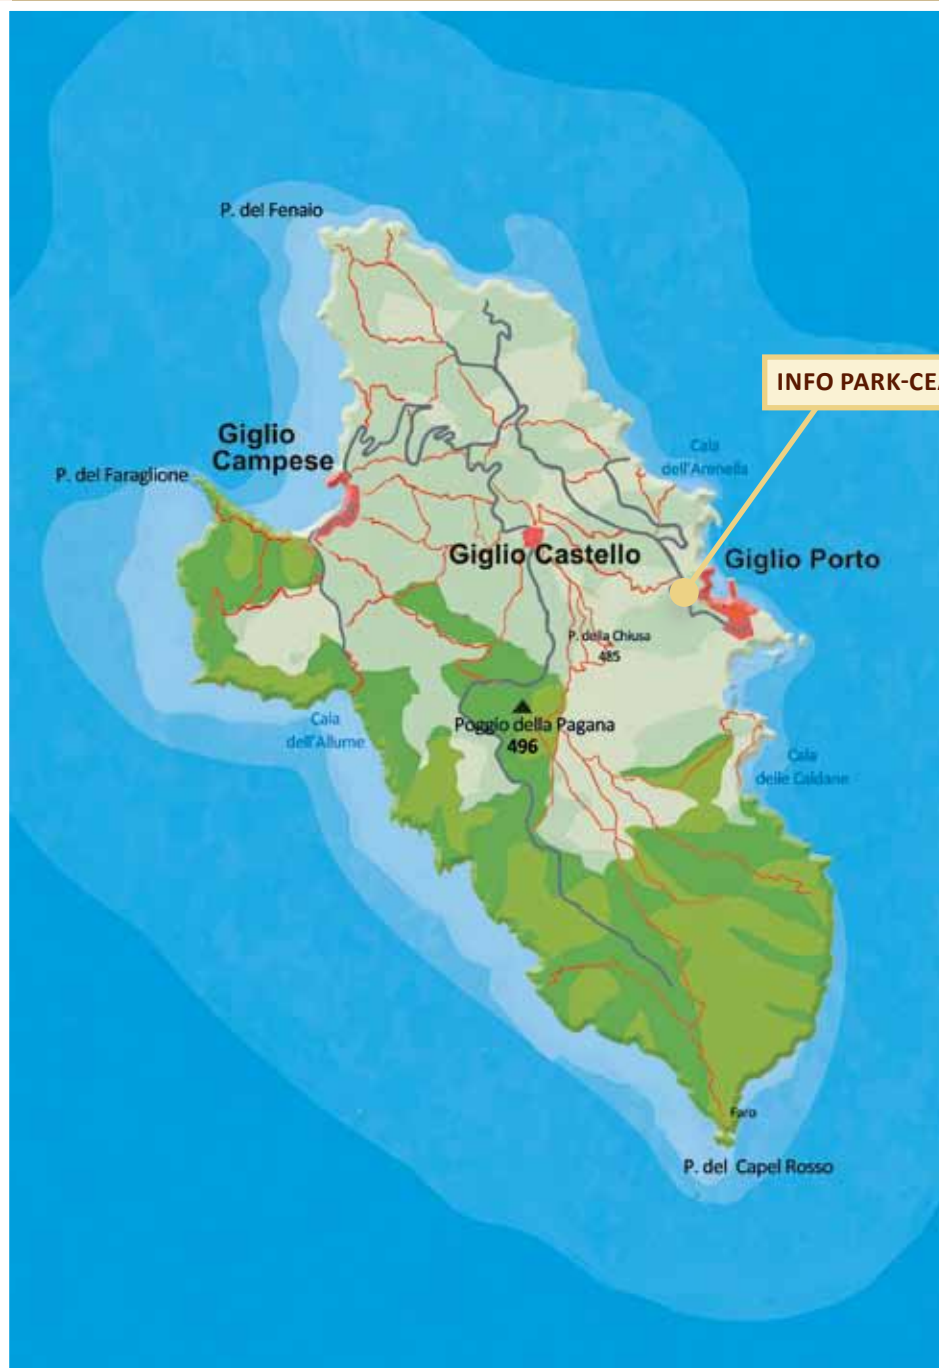 P. del Fenaio
INFO PARK-CEA
Giglio
Campese
Cala
dell'Arenella
P. del Faraglione
Giglio Castello
Giglio Porto
P. della Chiusa
485
Cala
dell'Allume
Poggio della Pagana
496
Cala
delle Caldane
Faro
P. del Capel Rosso